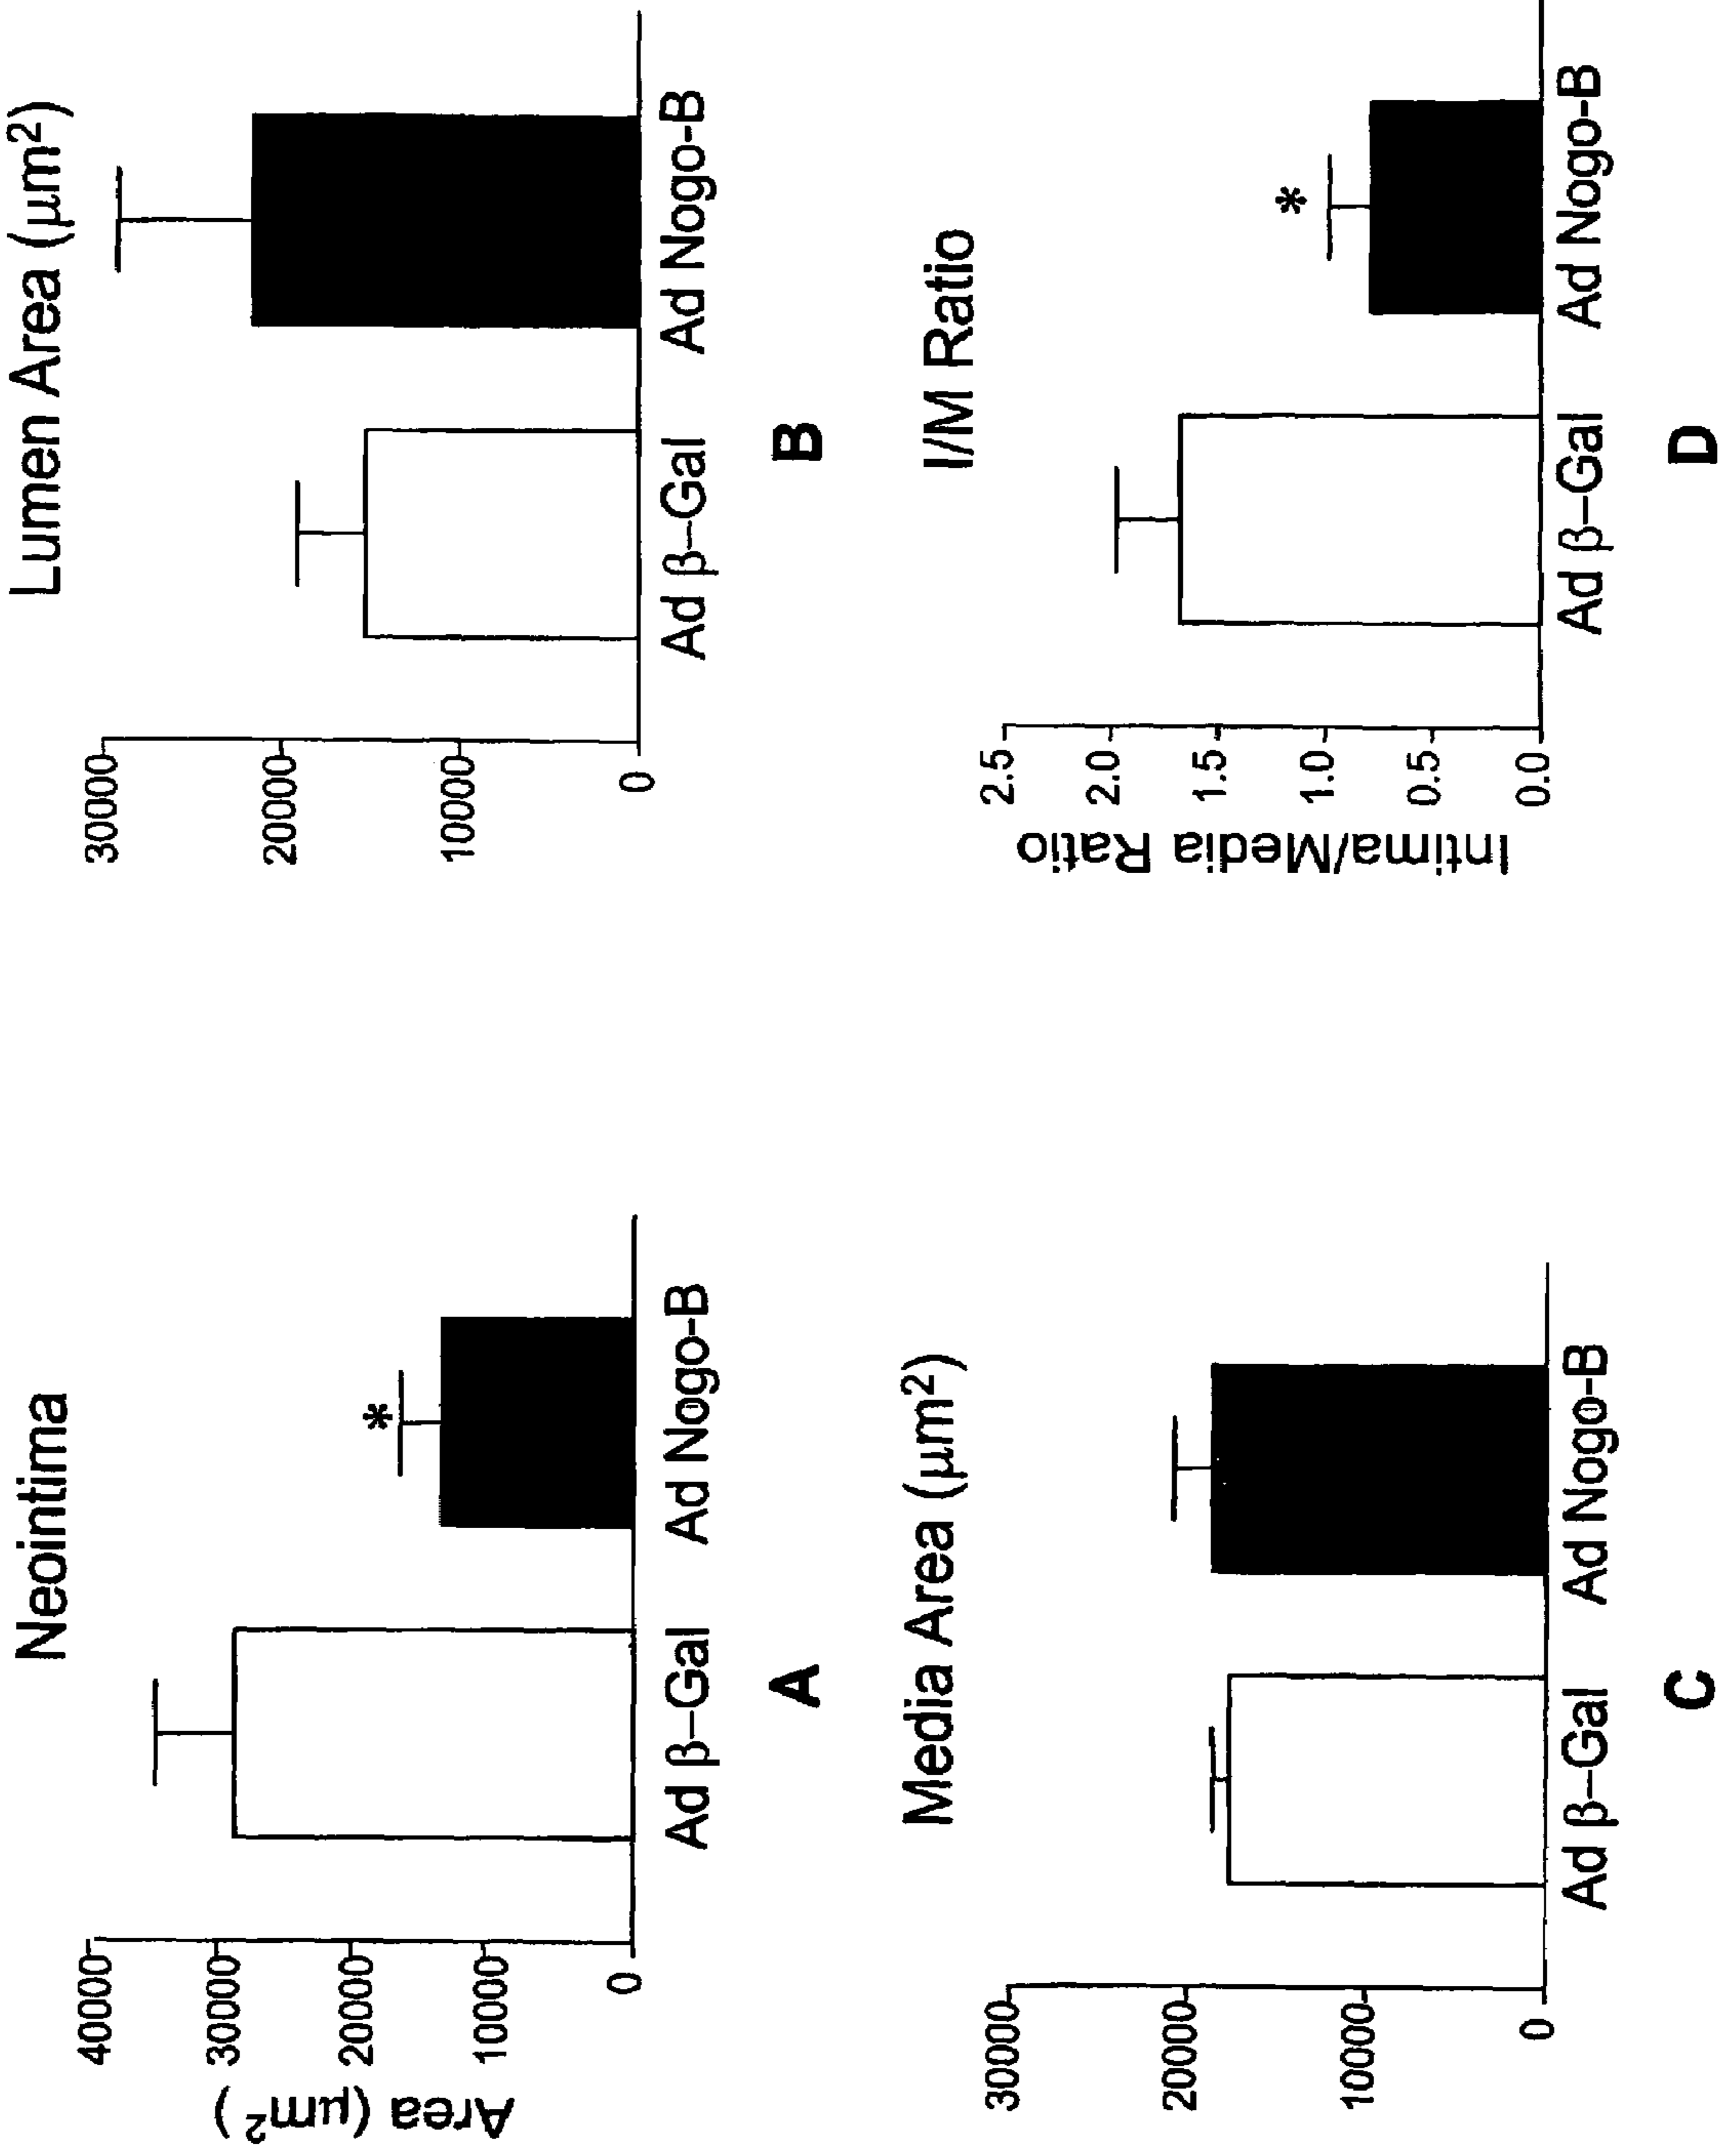 Neointima
Area (μm²)
40000
30000
20000
10000
0
*
Ad β–Gal
Ad Nogo-B
A
Lumen Area (μm²)
30000
20000
10000
0
Ad β–Gal
Ad Nogo-B
B
Media Area (μm²)
30000
20000
10000
0
Ad β–Gal
Ad Nogo-B
C
I/M Ratio
Intima/Media Ratio
2.5
2.0
1.5
1.0
0.5
0.0
*
Ad β–Gal
Ad Nogo-B
D